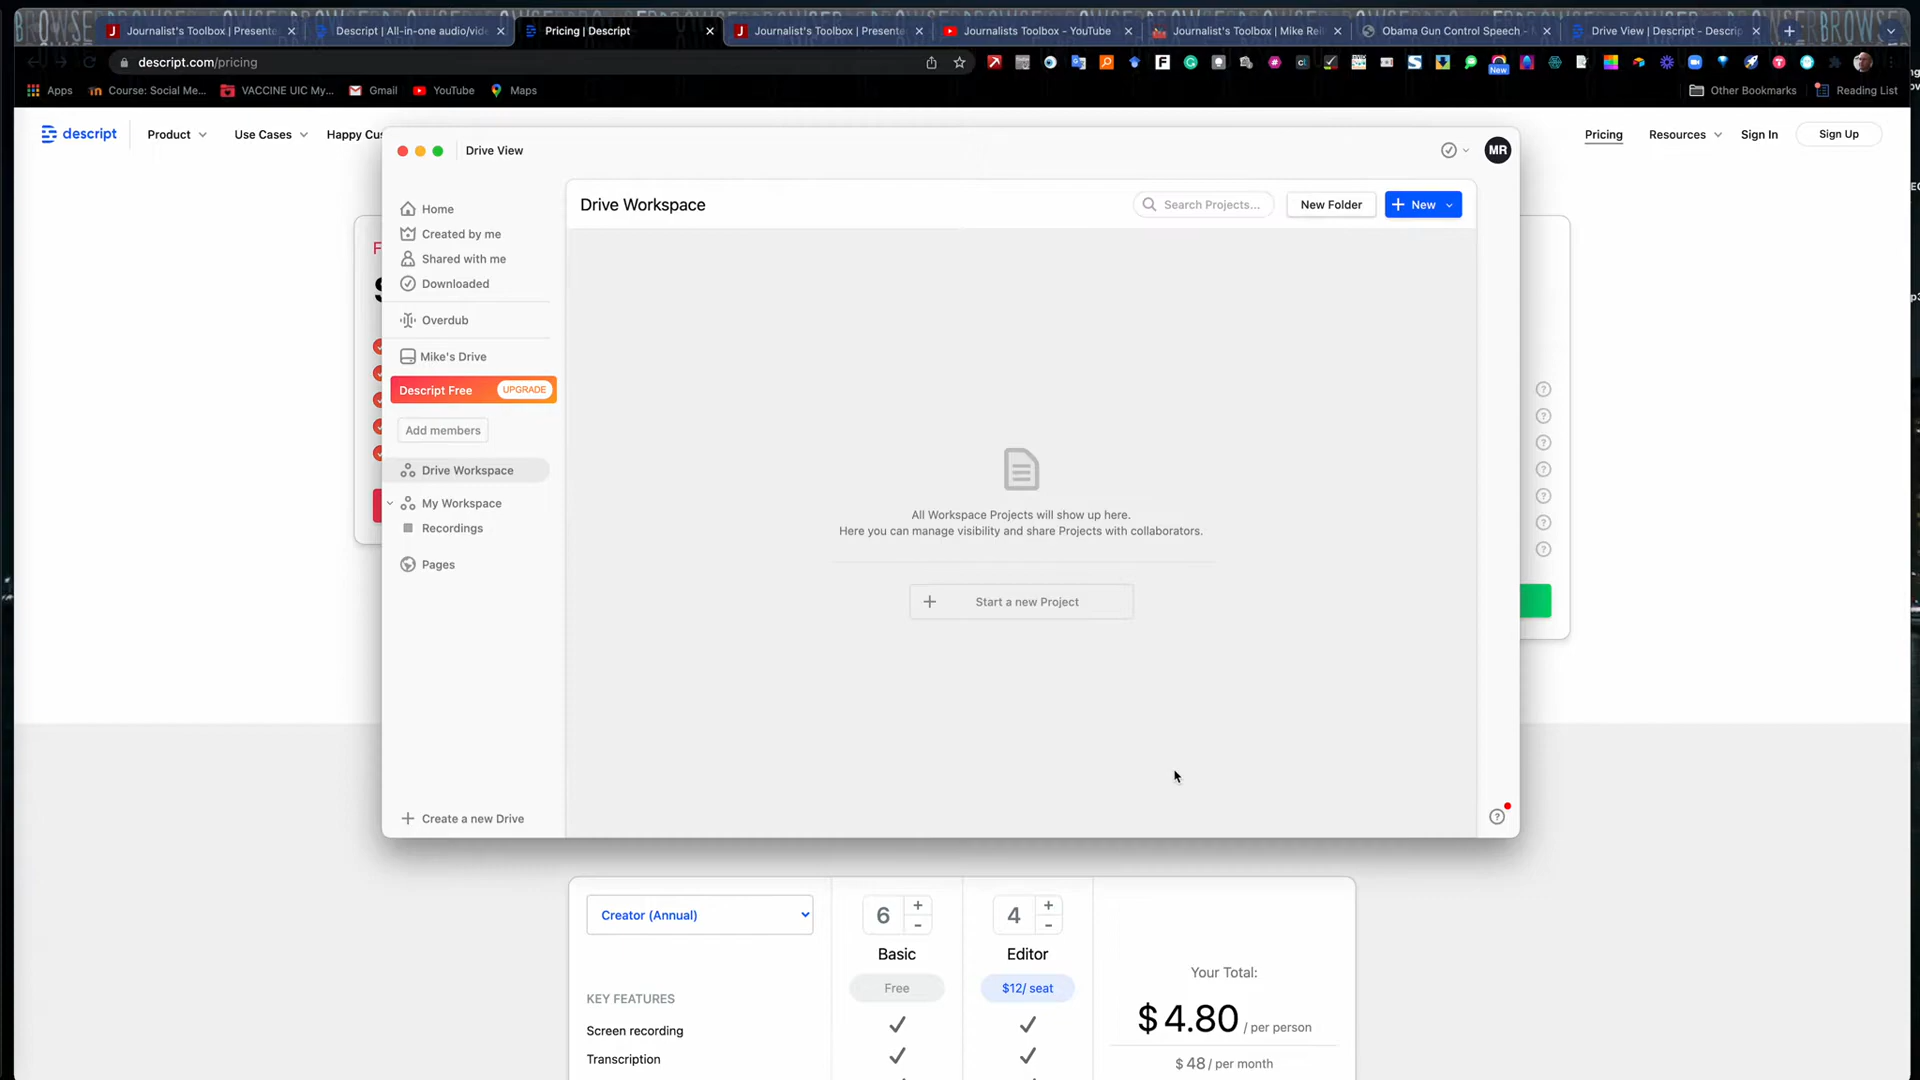 Journalist's Toolbox | Presente
Descript | All-in-one audio/vide
Pricing | Descript
Journalist's Toolbox | Presente
Journalists Toolbox - YouTube
Journalist's Toolbox | Mike Rei
Obama Gun Control Speech -
Drive View | Descript - Descrip
descript.com/pricing
New
Apps
Course: Social Me...
VACCINE UIC My...
Gmail
YouTube
Maps
Other Bookmarks
Reading List
descript
Product
Use Cases
Happy Cus
Pricing
Resources
Sign In
Sign Up
Drive View
MR
Home
Created by me
Shared with me
Downloaded
Overdub
Mike's Drive
Descript Free
UPGRADE
Add members
Drive Workspace
My Workspace
Recordings
Pages
Create a new Drive
Drive Workspace
Search Projects...
New Folder
+ New
All Workspace Projects will show up here.
Here you can manage visibility and share Projects with collaborators.
+ Start a new Project
Creator (Annual)
6
+
-
4
+
-
Basic
Editor
Free
$12/ seat
Your Total:
$4.80 / per person
$48 / per month
KEY FEATURES
Screen recording
Transcription